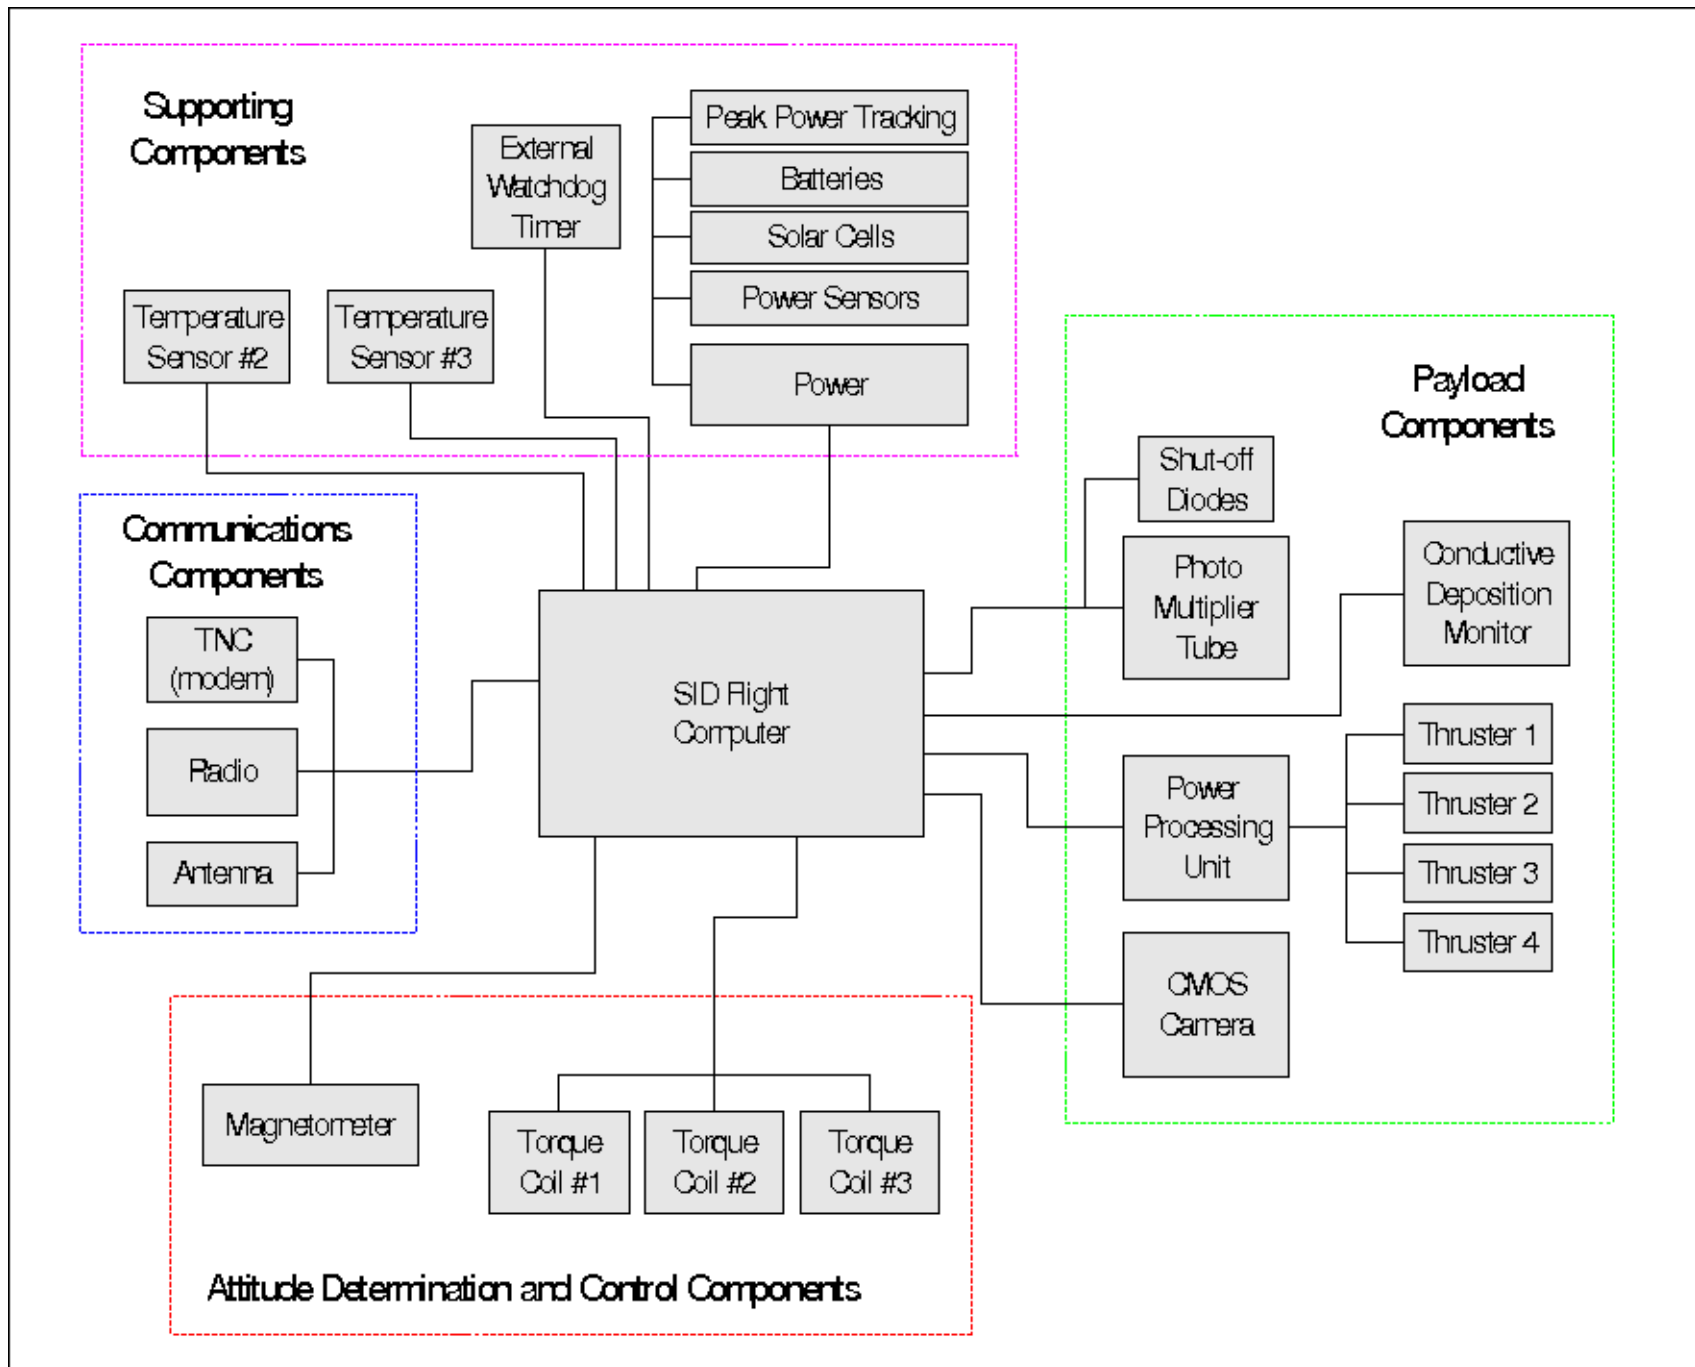 Supporting
Components
External
Watchdog
Timer
Peak Power Tracking
Batteries
Solar Cells
Power Sensors
Power
Temperature
Sensor #2
Temperature
Sensor #3
Payload
Components
Shut-off
Diodes
Photo
Multiplier
Tube
Conductive
Deposition
Monitor
Communications
Components
TNC
(modem)
Radio
Antenna
SID Flight
Computer
Power
Processing
Unit
Thruster 1
Thruster 2
Thruster 3
Thruster 4
CMOS
Camera
Magnetometer
Torque
Coil #1
Torque
Coil #2
Torque
Coil #3
Attitude Determination and Control Components